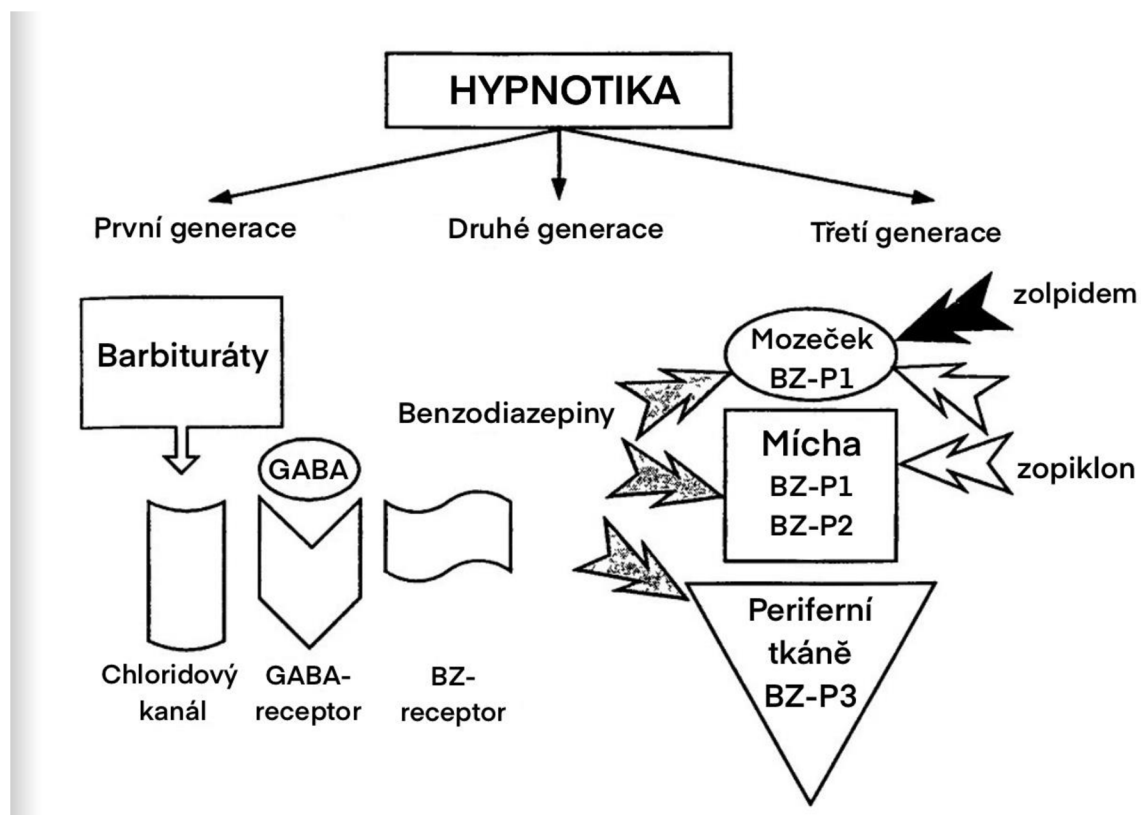 HYPNOTIKA
První generace
Druhé generace
Třetí generace
Barbituráty
GABA
Chloridový
kanál
GABA-
receptor
BZ-
receptor
Benzodiazepiny
zolpidem
Mozeček
BZ-P1
Mícha
BZ-P1
BZ-P2
zopiklon
Periferní
tkáně
BZ-P3